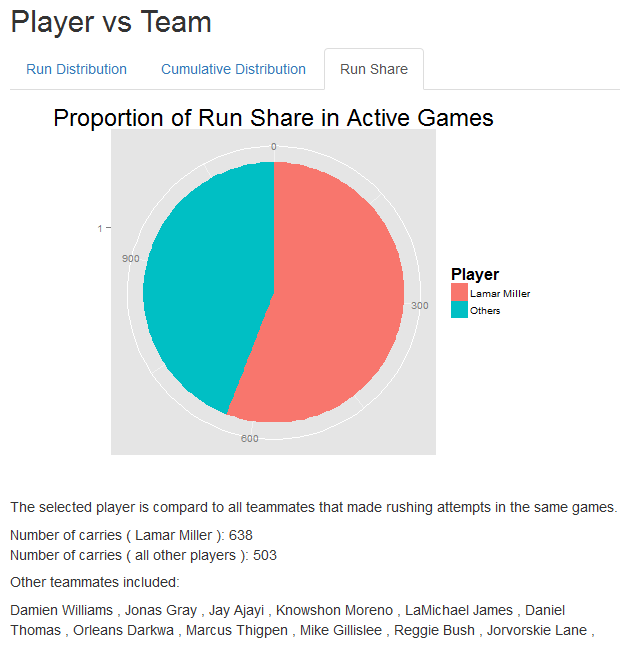 Player vs Team
Run Distribution
Cumulative Distribution
Run Share
Proportion of Run Share in Active Games
0
1
900
300
600
Player
Lamar Miller
Others
The selected player is compard to all teammates that made rushing attempts in the same games.
Number of carries ( Lamar Miller ): 638
Number of carries ( all other players ): 503
Other teammates included:
Damien Williams , Jonas Gray , Jay Ajayi , Knowshon Moreno , LaMichael James , Daniel
Thomas , Orleans Darkwa , Marcus Thigpen , Mike Gillislee , Reggie Bush , Jorvorskie Lane ,